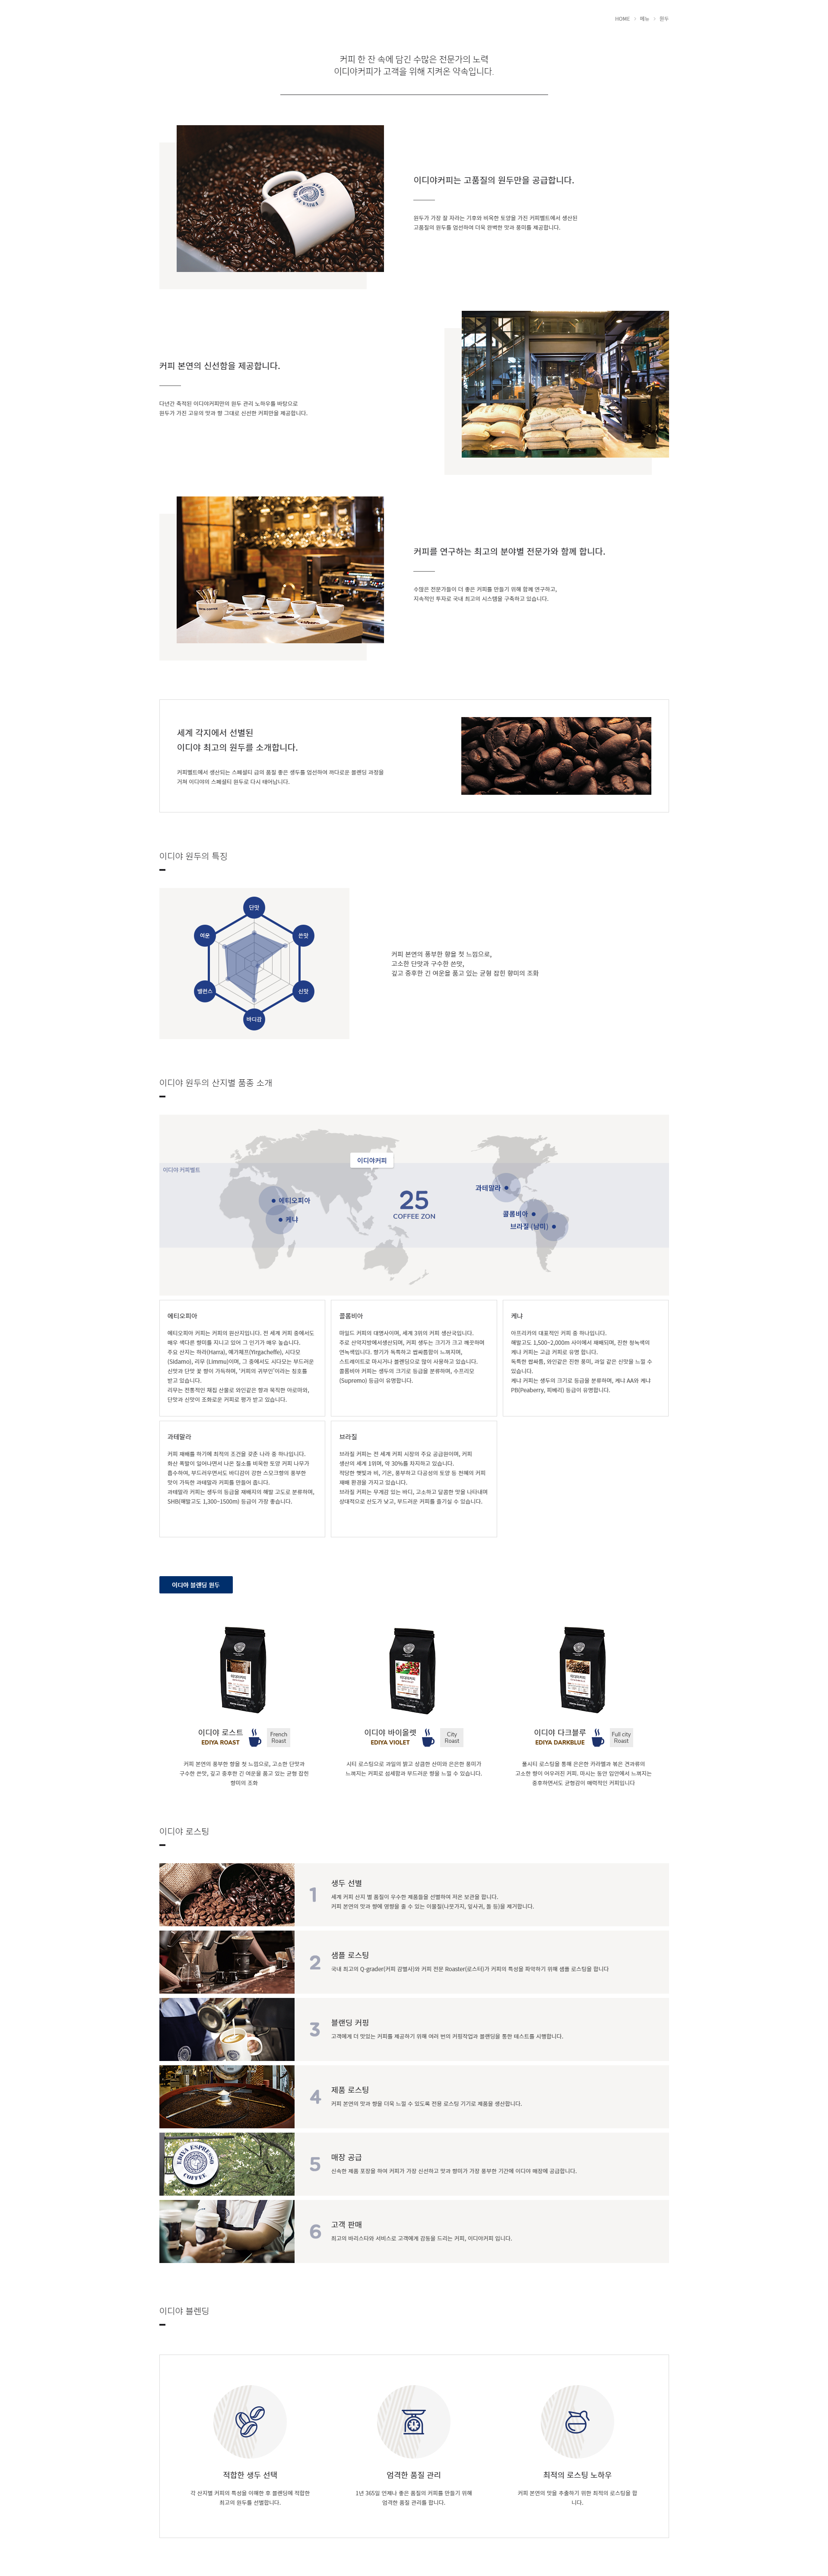 HOME > 메뉴 > 원두
커피 한 잔 속에 담긴 수많은 전문가의 노력
이디야커피가 고객을 위해 지켜온 약속입니다.
이디야커피는 고품질의 원두만을 공급합니다.
원두가 가장 잘 자라는 기후와 비옥한 토양을 가진 커피벨트에서 생산된
고품질의 원두를 엄선하여 더욱 완벽한 맛과 풍미를 제공합니다.
커피 본연의 신선함을 제공합니다.
다년간 축적된 이디야커피만의 원두 관리 노하우를 바탕으로
원두가 가진 고유의 맛과 향 그대로 신선한 커피만을 제공합니다.
커피를 연구하는 최고의 분야별 전문가와 함께 합니다.
수많은 전문가들이 더 좋은 커피를 만들기 위해 함께 연구하고,
지속적인 투자로 국내 최고의 시스템을 구축하고 있습니다.
세계 각지에서 선별된
이디야 최고의 원두를 소개합니다.
커피벨트에서 생산되는 스페셜티 급의 품질 좋은 생두를 엄선하여 까다로운 블렌딩 과정을
거쳐 이디야의 스페셜티 원두로 다시 태어납니다.
이디야 원두의 특징
단맛
여운
쓴맛
밸런스
신맛
바디감
커피 본연의 풍부한 향을 첫 느낌으로,
고소한 단맛과 구수한 쓴맛,
깊고 중후한 긴 여운을 품고 있는 균형 잡힌 향미의 조화
이디야 원두의 산지별 품종 소개
이디야커피
이디야 커피벨트
에티오피아
케냐
25
COFFEE ZON
과테말라
콜롬비아
브라질 (남미)
에티오피아
에티오피아 커피는 커피의 원산지입니다. 전 세계 커피 중에서도
매우 색다른 향미를 지니고 있어 그 인기가 매우 높습니다.
주요 산지는 하라(Harra), 예가체프(Yirgacheffe), 시다모
(Sidamo), 리무 (Limmu)이며, 그 중에서도 시다모는 부드러운
신맛과 단맛 꽃 향이 가득하며, '커피의 귀부인'이라는 칭호를
받고 있습니다.
리무는 전통적인 재집 산물로 와인같은 향과 묵직한 아로마와,
단맛과 신맛이 조화로운 커피로 평가 받고 있습니다.
콜롬비아
마일드 커피의 대명사이며, 세계 3위의 커피 생산국입니다.
주로 산악지방에서생산되며, 커피 생두는 크기가 크고 깨끗하며
연녹색입니다. 향기가 독특하고 쌉싸름함이 느껴지며,
스트레이트로 마시거나 블렌딩으로 많이 사용하고 있습니다.
콜롬비아 커피는 생두의 크기로 등급을 분류하며, 수프리모
(Supremo) 등급이 유명합니다.
케냐
아프리카의 대표적인 커피 중 하나입니다.
해발고도 1,500~2,000m 사이에서 재배되며, 진한 청녹색의
케냐 커피는 고급 커피로 유명 합니다.
독특한 쌉싸름, 와인같은 진한 풍미, 과일 같은 신맛을 느낄 수
있습니다.
케냐 커피는 생두의 크기로 등급을 분류하며, 케냐 AA와 케냐
PB(Peaberry, 피베리) 등급이 유명합니다.
과테말라
커피 재배를 하기에 최적의 조건을 갖춘 나라 중 하나입니다.
화산 폭발이 일어나면서 나온 질소를 비옥한 토양 커피 나무가
흡수하여, 부드러우면서도 바디감이 강한 스모크향의 풍부한
맛이 가득한 과테말라 커피를 만들어 줍니다.
과테말라 커피는 생두의 등급을 재배지의 해발 고도로 분류하며,
SHB(해발고도 1,300~1500m) 등급이 가장 좋습니다.
브라질
브라질 커피는 전 세계 커피 시장의 주요 공급원이며, 커피
생산의 세계 1위며, 약 30%를 차지하고 있습니다.
적당한 햇빛과 비, 기온, 풍부하고 다공성의 토양 등 천혜의 커피
재배 환경을 가지고 있습니다.
브라질 커피는 무게감 있는 바디, 고소하고 달콤한 맛을 나타내며
상대적으로 산도가 낮고, 부드러운 커피를 즐기실 수 있습니다.
이디야 블렌딩 원두
이디야 로스트
EDIYA ROAST
French
Roast
커피 본연의 풍부한 향을 첫 느낌으로, 고소한 단맛과
구수한 쓴맛, 깊고 중후한 긴 여운을 품고 있는 균형 잡힌
향미의 조화
이디야 바이올렛
EDIYA VIOLET
City
Roast
시티 로스팅으로 과일의 밝고 상큼한 산미와 은은한 풍미가
느껴지는 커피로 섬세함과 부드러운 향을 느낄 수 있습니다.
이디야 다크블루
EDIYA DARKBLUE
Full city
Roast
풀시티 로스팅을 통해 은은한 카라멜과 볶은 견과류의
고소한 향이 어우러진 커피. 마시는 동안 입안에서 느껴지는
중후하면서도 균형감이 매력적인 커피입니다
이디야 로스팅
1
생두 선별
세계 커피 산지 별 품질이 우수한 제품들을 선별하여 저온 보관을 합니다.
커피 본연의 맛과 향에 영향을 줄 수 있는 이물질(나뭇가지, 잎사귀, 돌 등)을 제거합니다.
2
샘플 로스팅
국내 최고의 Q-grader(커피 감별사)와 커피 전문 Roaster(로스터)가 커피의 특성을 파악하기 위해 샘플 로스팅을 합니다
3
블랜딩 커핑
고객에게 더 맛있는 커피를 제공하기 위해 여러 번의 커핑작업과 블렌딩을 통한 테스트를 시행합니다.
4
제품 로스팅
커피 본연의 맛과 향을 더욱 느낄 수 있도록 전용 로스팅 기기로 제품을 생산합니다.
EDIYA ESPRESSO
COFFEE
5
매장 공급
신속한 제품 포장을 하여 커피가 가장 신선하고 맛과 향미가 가장 풍부한 기간에 이디야 매장에 공급합니다.
6
고객 판매
최고의 바리스타와 서비스로 고객에게 감동을 드리는 커피, 이디야커피 입니다.
이디야 블렌딩
적합한 생두 선택
각 산지별 커피의 특성을 이해한 후 블렌딩에 적합한
최고의 원두를 선별합니다.
엄격한 품질 관리
1년 365일 언제나 좋은 품질의 커피를 만들기 위해
엄격한 품질 관리를 합니다.
최적의 로스팅 노하우
커피 본연의 맛을 추출하기 위한 최적의 로스팅을 합
니다.